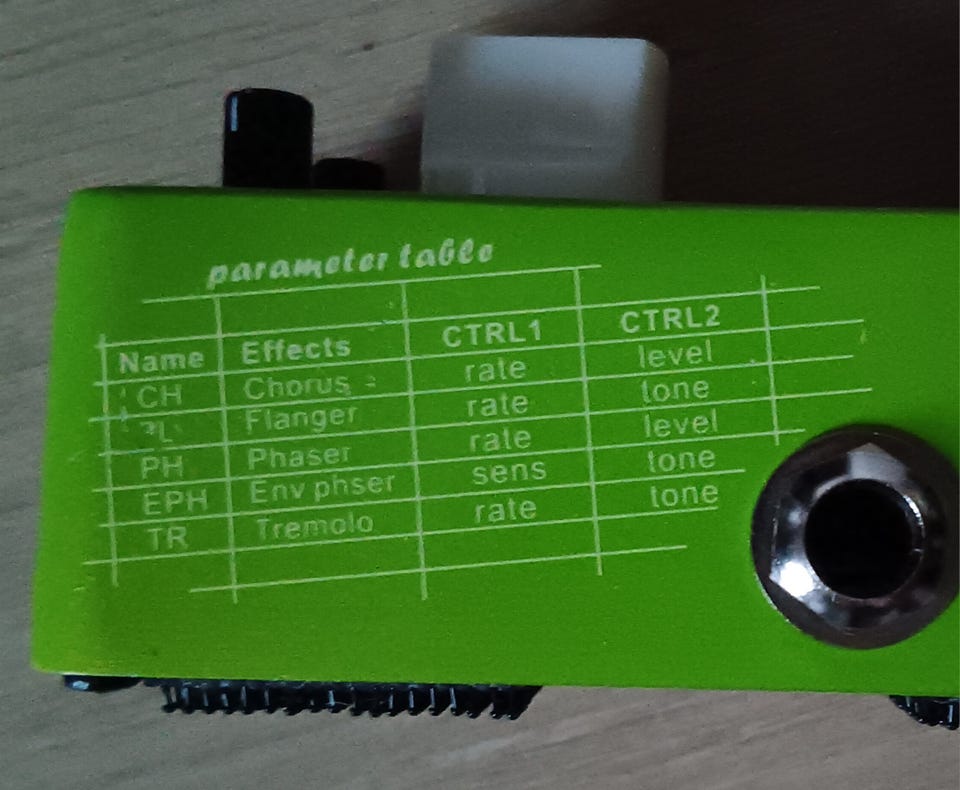 parameter table
Name Effects CTRL1 CTRL2
CH Chorus rate level
Flanger rate tone
PH Phaser rate level
EPH Env phser sens tone
TR Tremolo rate tone